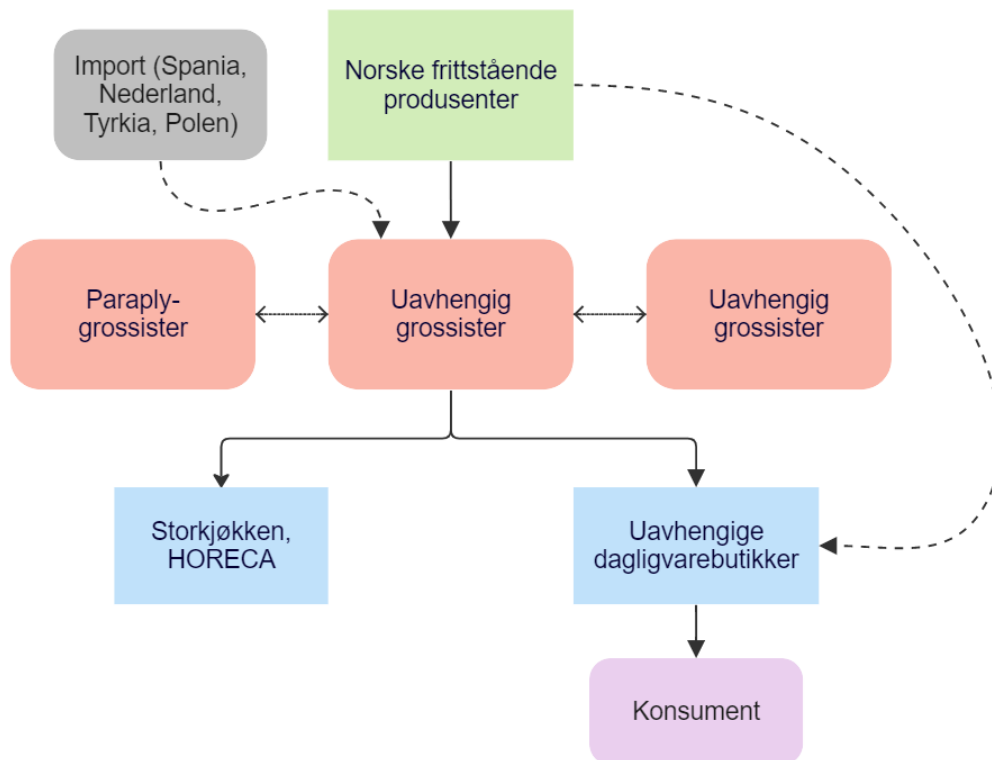 Import (Spania,
Nederland,
Tyrkia, Polen)
Norske frittstående
produsenter
Paraply-
grossister
Uavhengig
grossister
Uavhengig
grossister
Storkjøkken,
HORECA
Uavhengige
dagligvarebutikker
Konsument